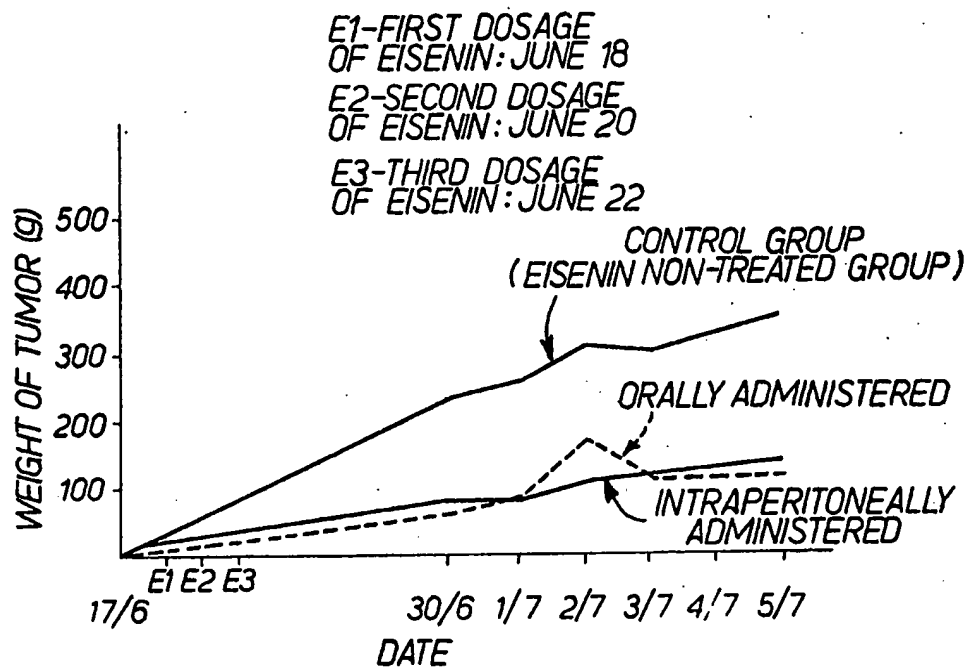 E1-FIRST DOSAGE
OF EISENIN: JUNE 18
E2-SECOND DOSAGE
OF EISENIN: JUNE 20
E3-THIRD DOSAGE
OF EISENIN: JUNE 22
WEIGHT OF TUMOR (g)
500
400
300
200
100
CONTROL GROUP
(EISENIN NON-TREATED GROUP)
ORALLY ADMINISTERED
INTRAPERITONEALLY
ADMINISTERED
E1 E2 E3
17/6 30/6 1/7 2/7 3/7 4/7 5/7
DATE